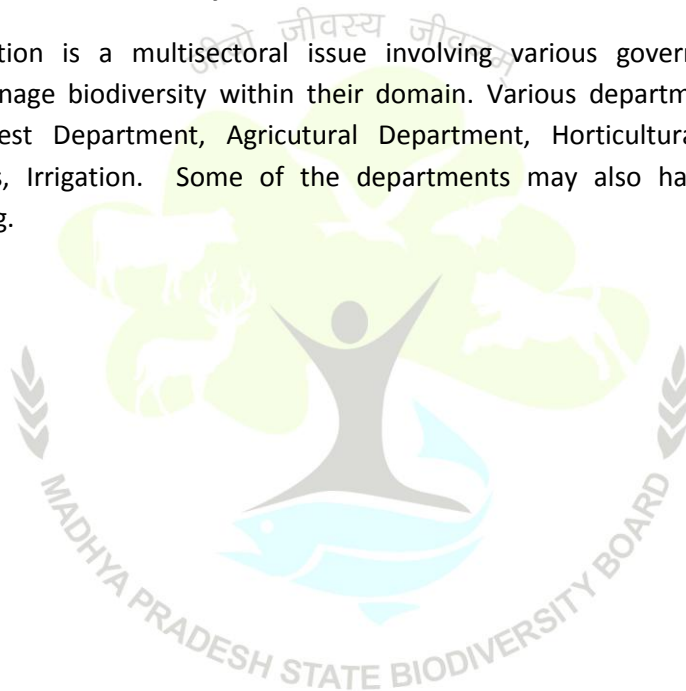 जीवो जीवस्य जीवनम्
tion is a multisectoral issue involving various govern
nage biodiversity within their domain. Various departm
est Department, Agricutural Department, Horticultura
s, Irrigation. Some of the departments may also ha
g.
MADHYA PRADESH STATE BIODIVERSITY BOARD